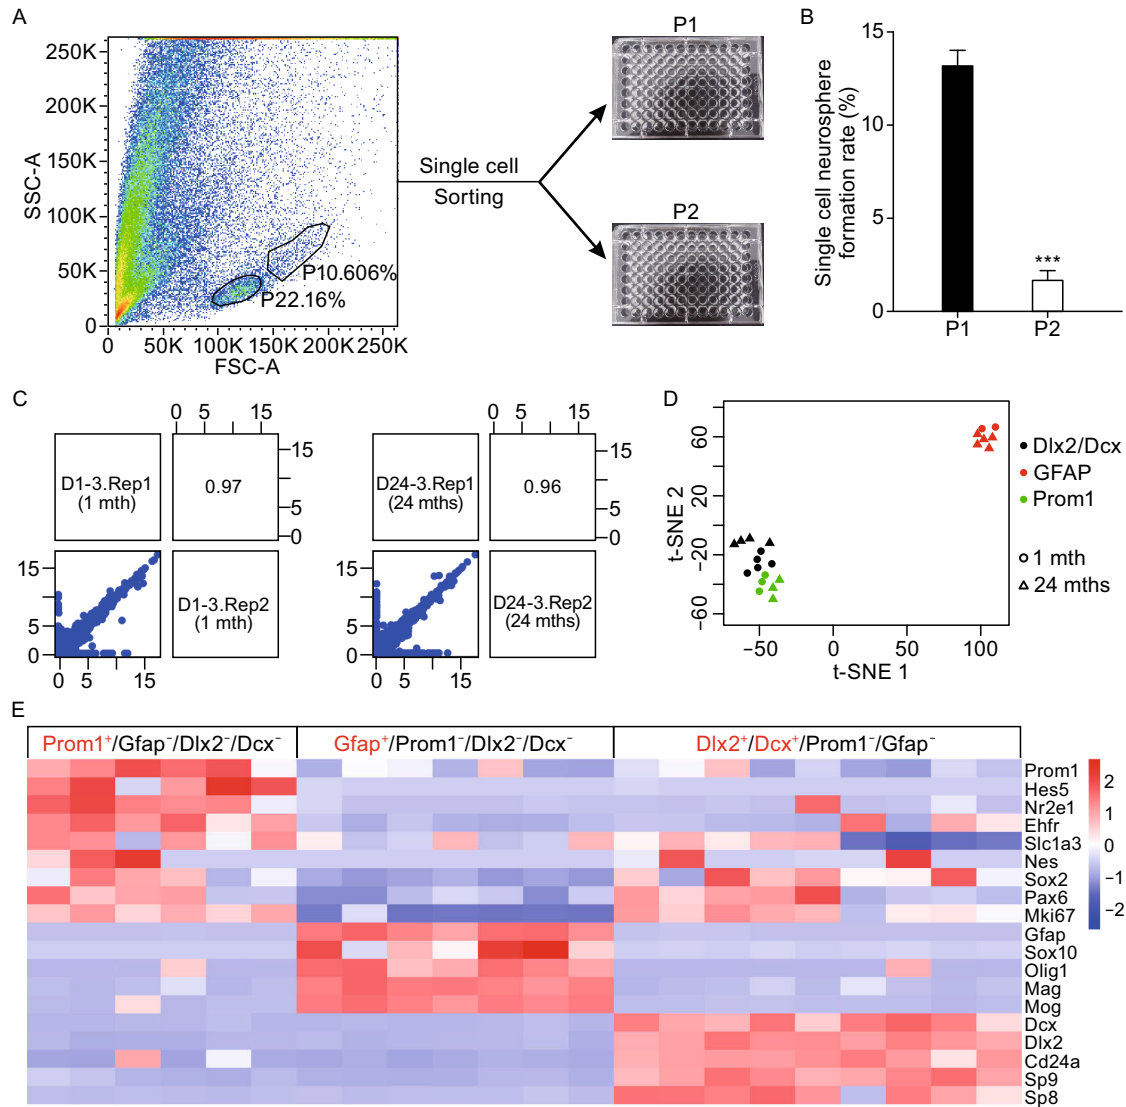 A
250K
200K
150K
100K
50K
0
SSC-A
0 50K 100K 150K 200K 250K
FSC-A
P10.606%
P22.16%
Single cell
Sorting
P1
P2
B
Single cell neurosphere
formation rate (%)
15
10
5
0
***
P1 P2
C
0 5 15
D1-3.Rep1
(1 mth)
0.97
15
5
0
15
5
0
D1-3.Rep2
(1 mth)
0 5 15
0 5 15
D24-3.Rep1
(24 mths)
0.96
15
5
0
15
5
0
D24-3.Rep2
(24 mths)
0 5 15
D
t-SNE 2
60
20
−20
−60
−50 0 50 100
t-SNE 1
Dlx2/Dcx
GFAP
Prom1
1 mth
24 mths
E
Prom1⁺/Gfap⁻/Dlx2⁻/Dcx⁻
Gfap⁺/Prom1⁻/Dlx2⁻/Dcx⁻
Dlx2⁺/Dcx⁺/Prom1⁻/Gfap⁻
Prom1
Hes5
Nr2e1
Ehfr
Slc1a3
Nes
Sox2
Pax6
Mki67
Gfap
Sox10
Olig1
Mag
Mog
Dcx
Dlx2
Cd24a
Sp9
Sp8
2
1
0
−1
−2